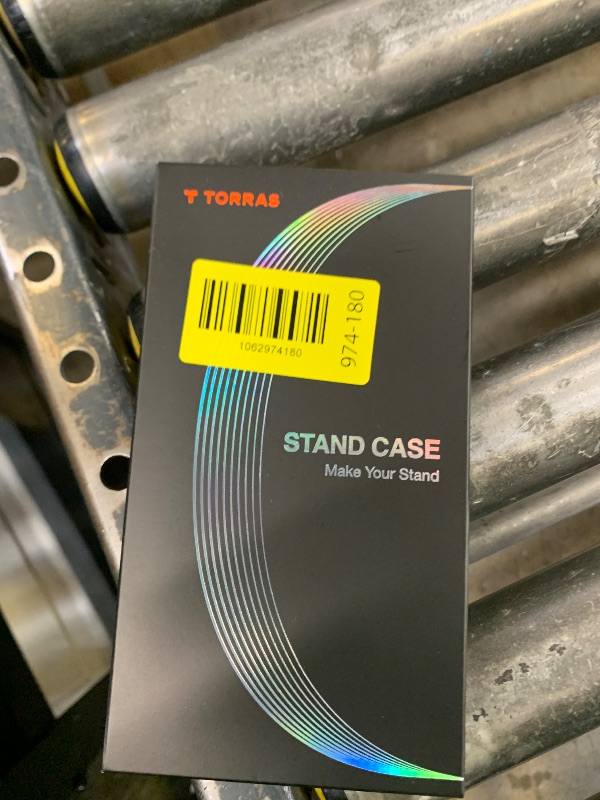 TORRAS
1062974180
974-180
STAND CASE
Make Your Stand